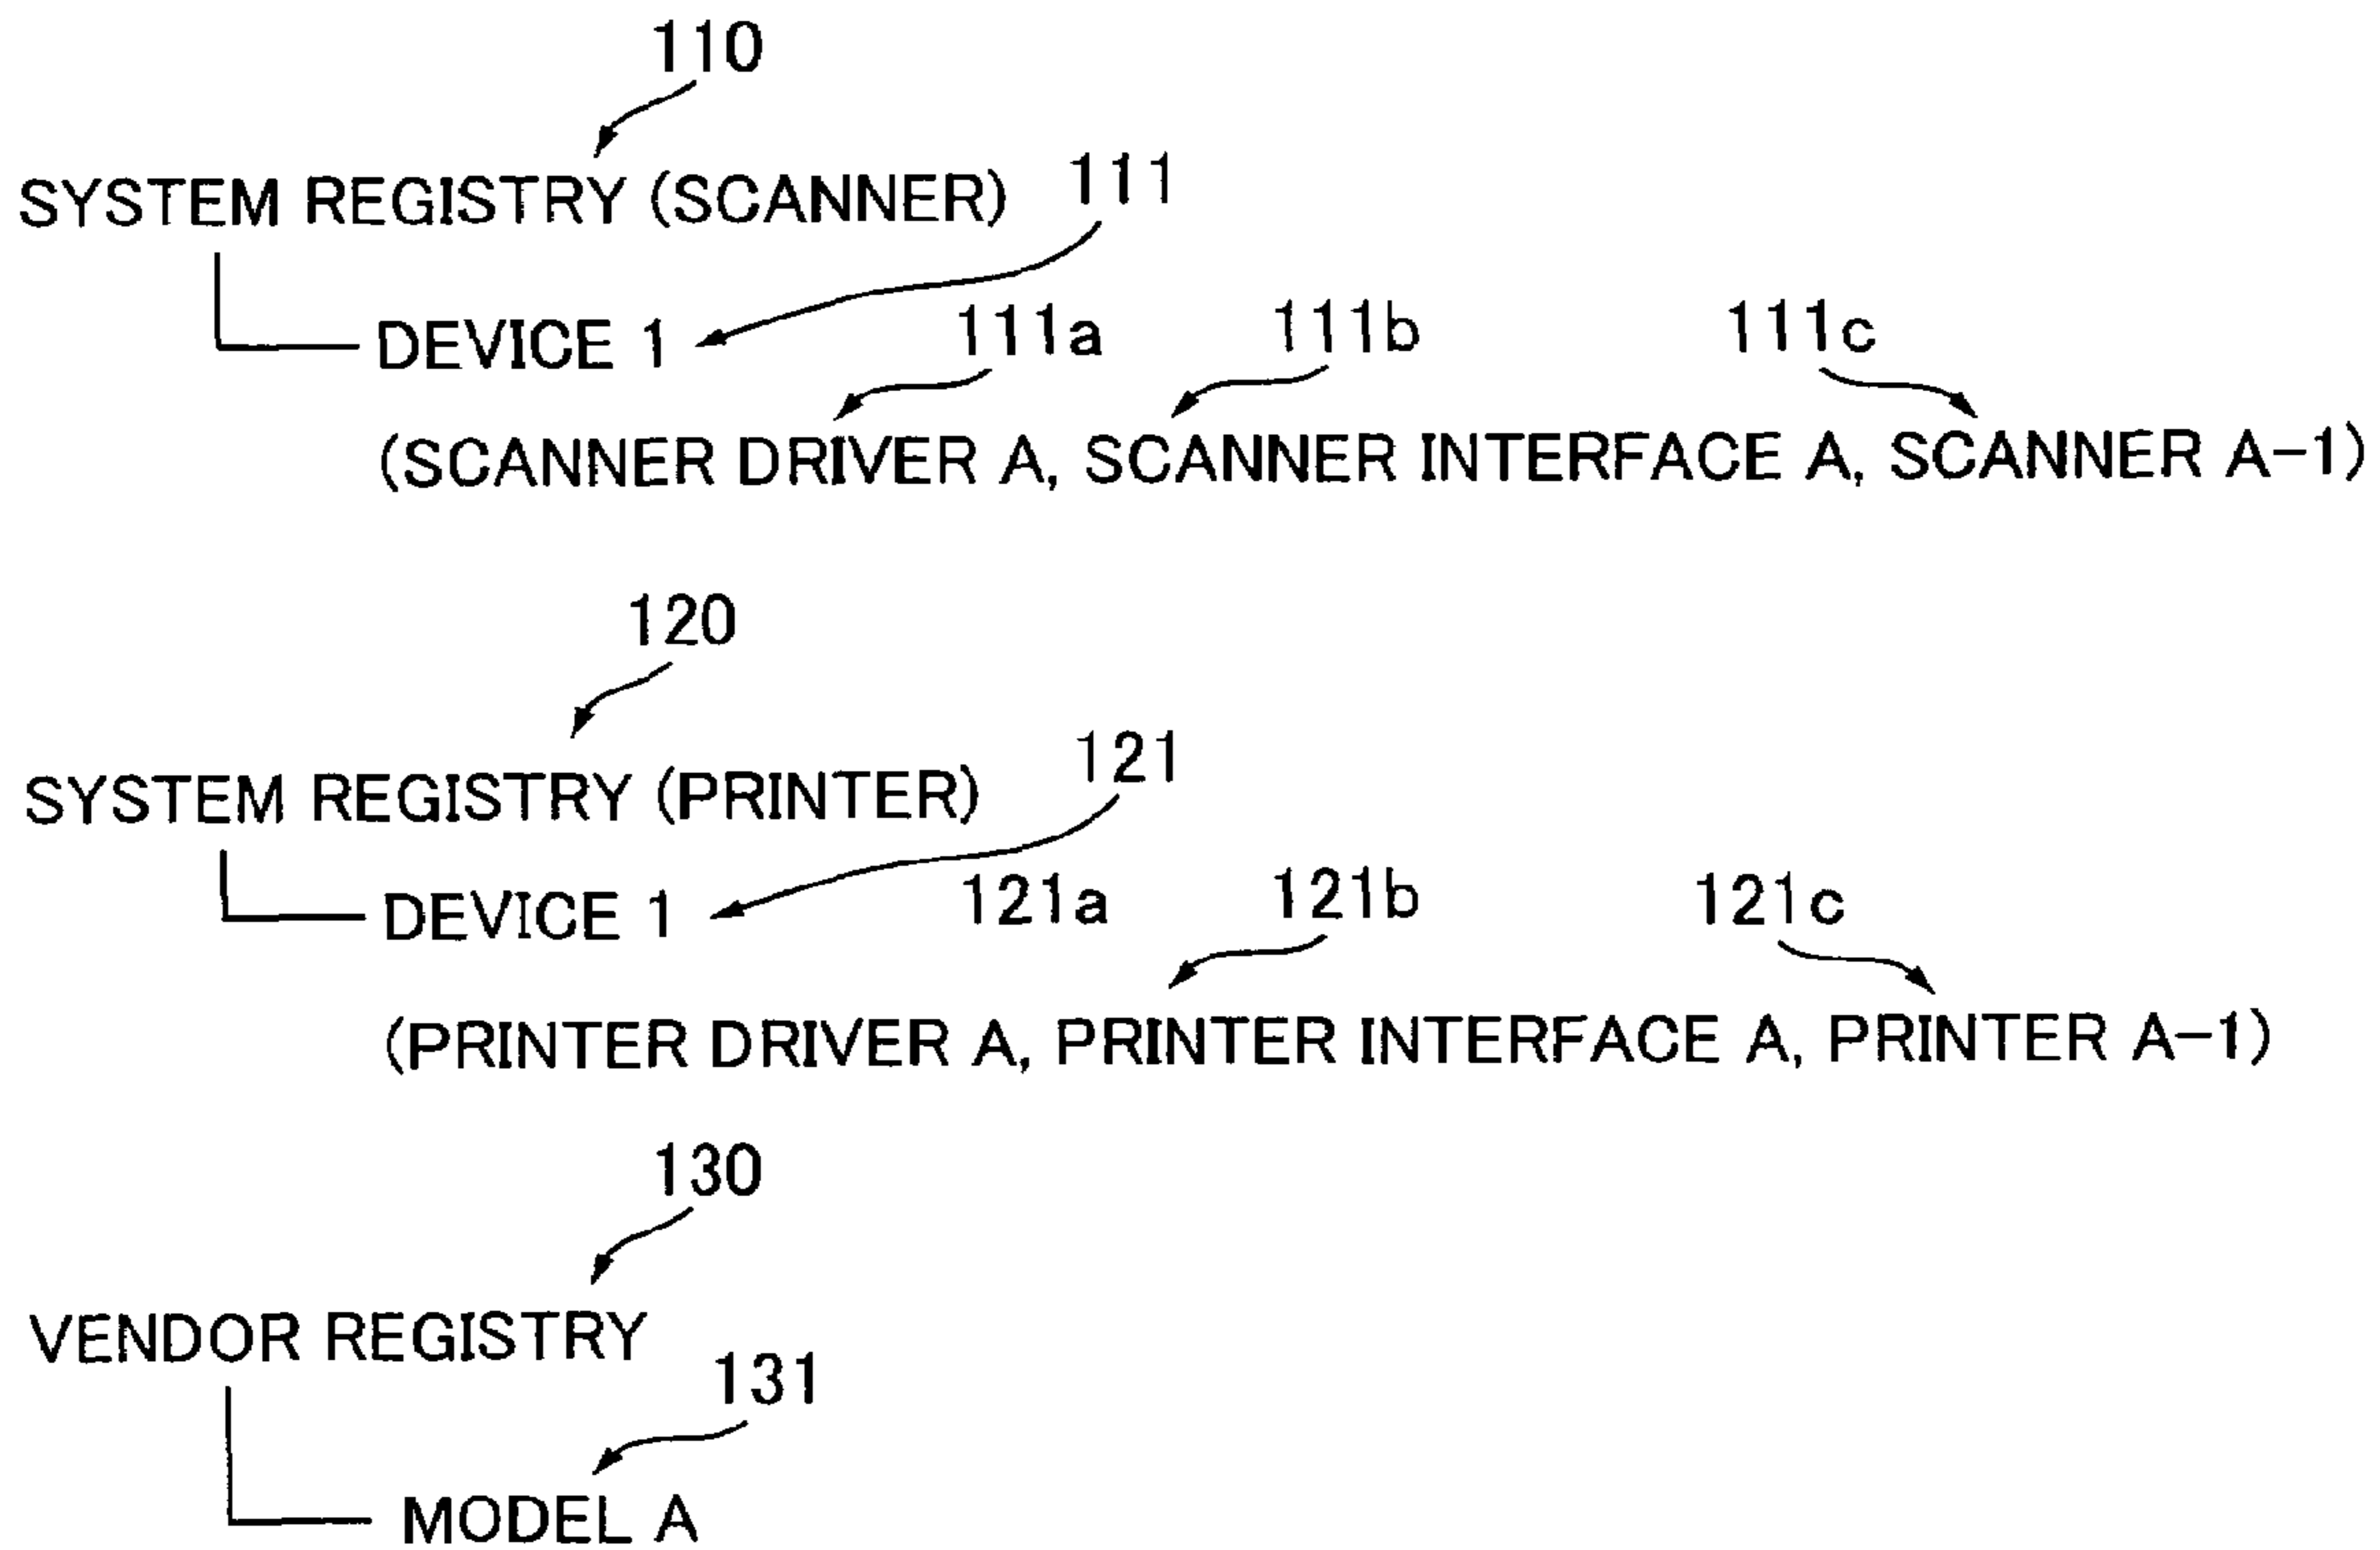 110
SYSTEM REGISTRY (SCANNER) 111
DEVICE 1 111a 111b 111c
(SCANNER DRIVER A, SCANNER INTERFACE A, SCANNER A-1)
120
SYSTEM REGISTRY (PRINTER) 121
DEVICE 1 121a 121b 121c
(PRINTER DRIVER A, PRINTER INTERFACE A, PRINTER A-1)
130
VENDOR REGISTRY
131
MODEL A